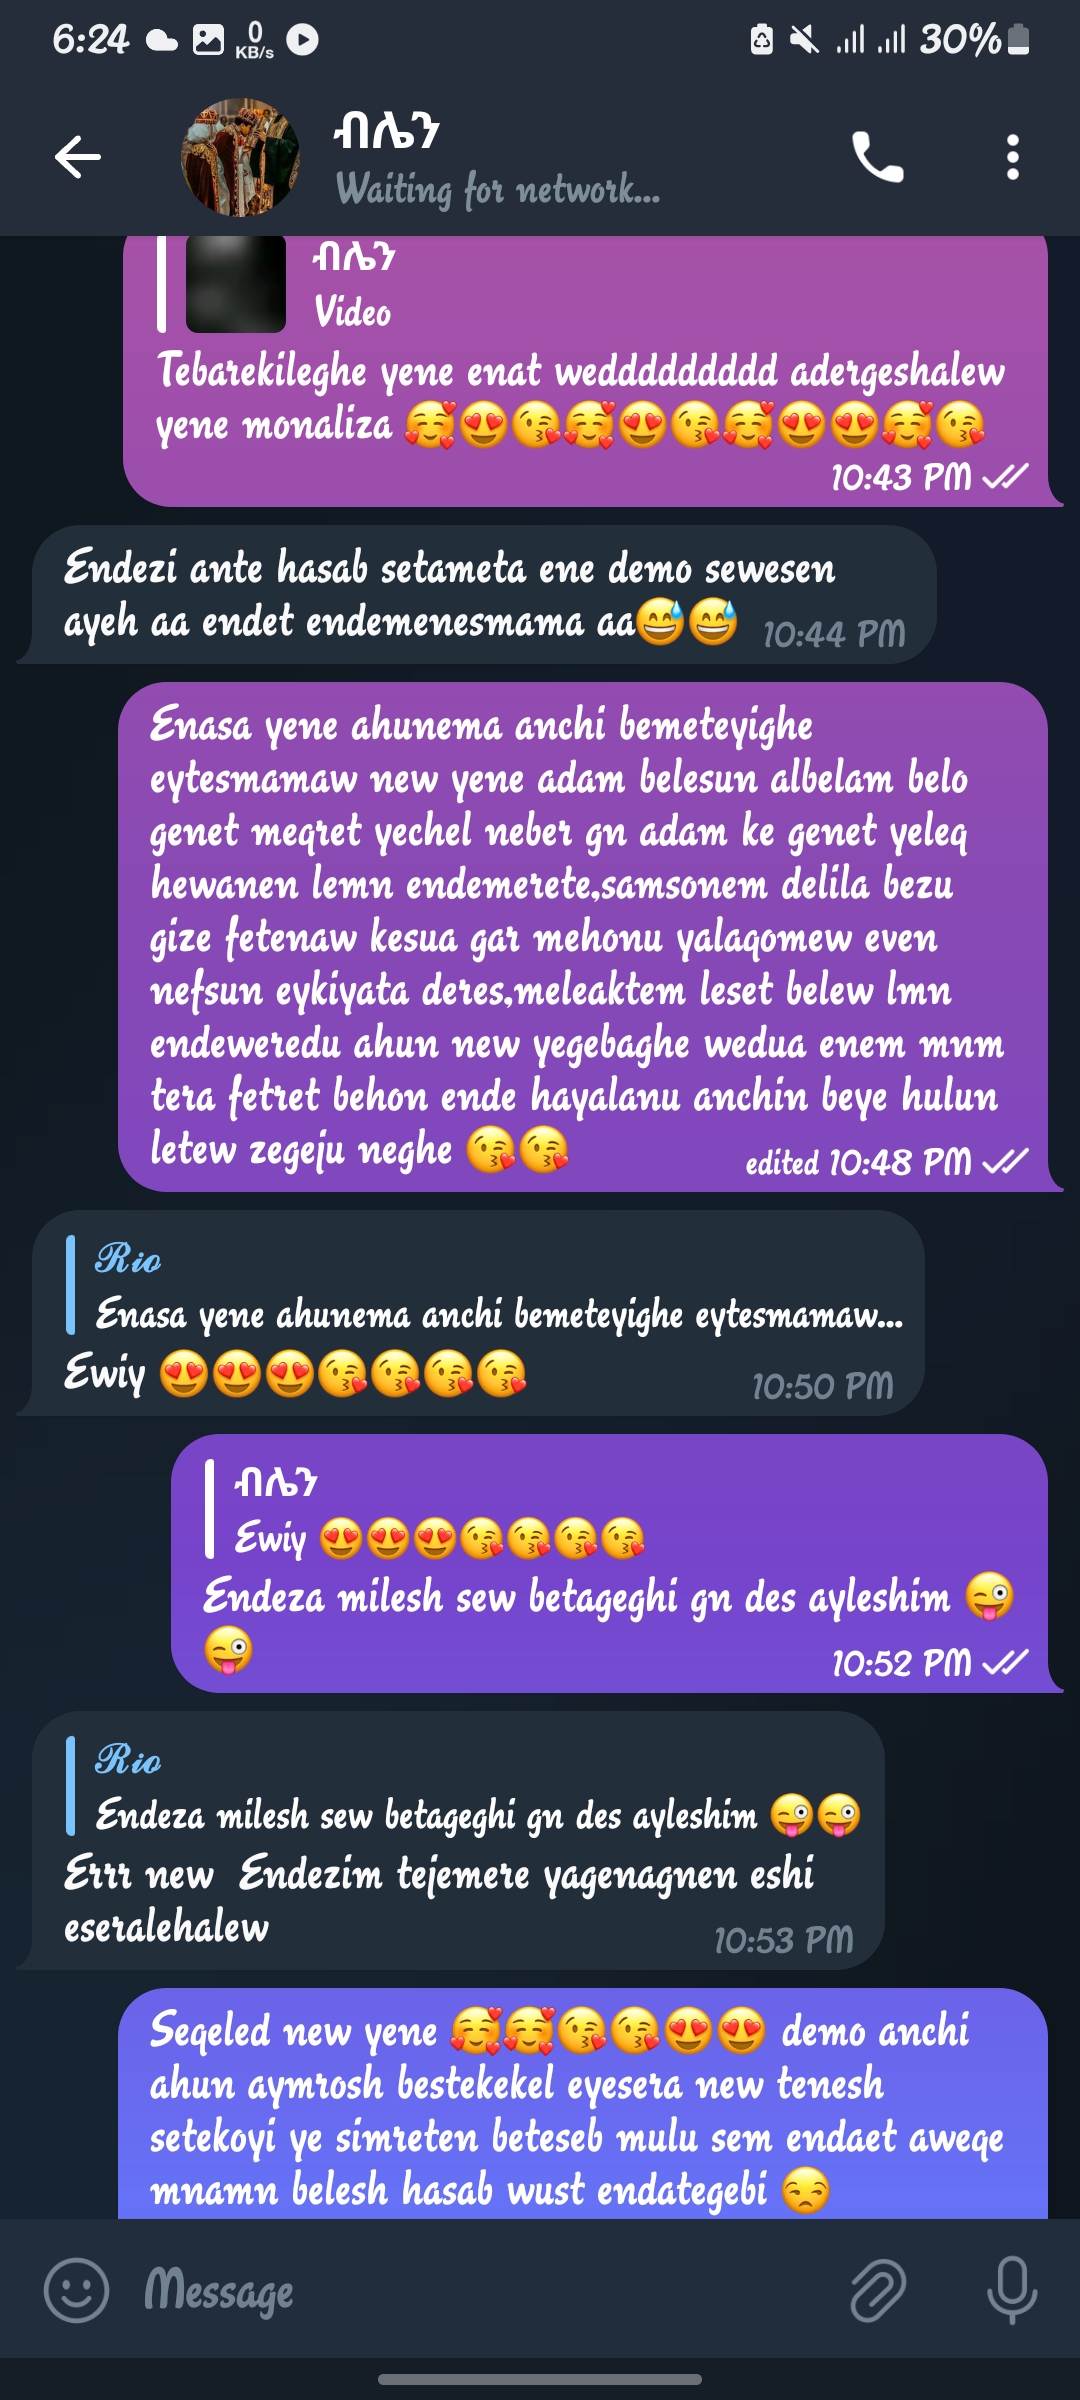 6:24 0 KB/s 30%
ብሌን
Waiting for network...
ብሌን
Video
Tebarekileghe yene enat weddddddddd adergeshalew
yene monaliza 🥰😍😘🥰😍😘🥰😍😍🥰😘
10:43 PM
Endezi ante hasab setameta ene demo sewesen
ayeh aa endet endemenesmama aa😅😅 10:44 PM
Enasa yene ahunema anchi bemeteyighe
eytesmamaw new yene adam belesun albelam belo
genet meqret yechel neber gn adam ke genet yeleq
hewanen lemn endemerete,samsonem delila bezu
gize fetenaw kesua gar mehonu yalaqomew even
nefsun eykiyata deres,meleaktem leset belew lmn
endeweredu ahun new yegebaghe wedua enem mnm
tera fetret behon ende hayalanu anchin beye hulun
letew zegeju neghe 😘😘 edited 10:48 PM
Rio
Enasa yene ahunema anchi bemeteyighe eytesmamaw...
Ewiy 😍😍😍😘😘😘😘 10:50 PM
ብሌን
Ewiy 😍😍😍😘😘😘😘
Endeza milesh sew betageghi gn des ayleshim 😜
😜 10:52 PM
Rio
Endeza milesh sew betageghi gn des ayleshim 😜😜
Errr new Endezim tejemere yagenagnen eshi
eseralehalew 10:53 PM
Seqeled new yene 🥰🥰😘😘😍😍 demo anchi
ahun aymrosh bestekekel eyesera new tenesh
setekoyi ye simreten beteseb mulu sem endaet aweqe
mnamn belesh hasab wust endategebi 😒
Message